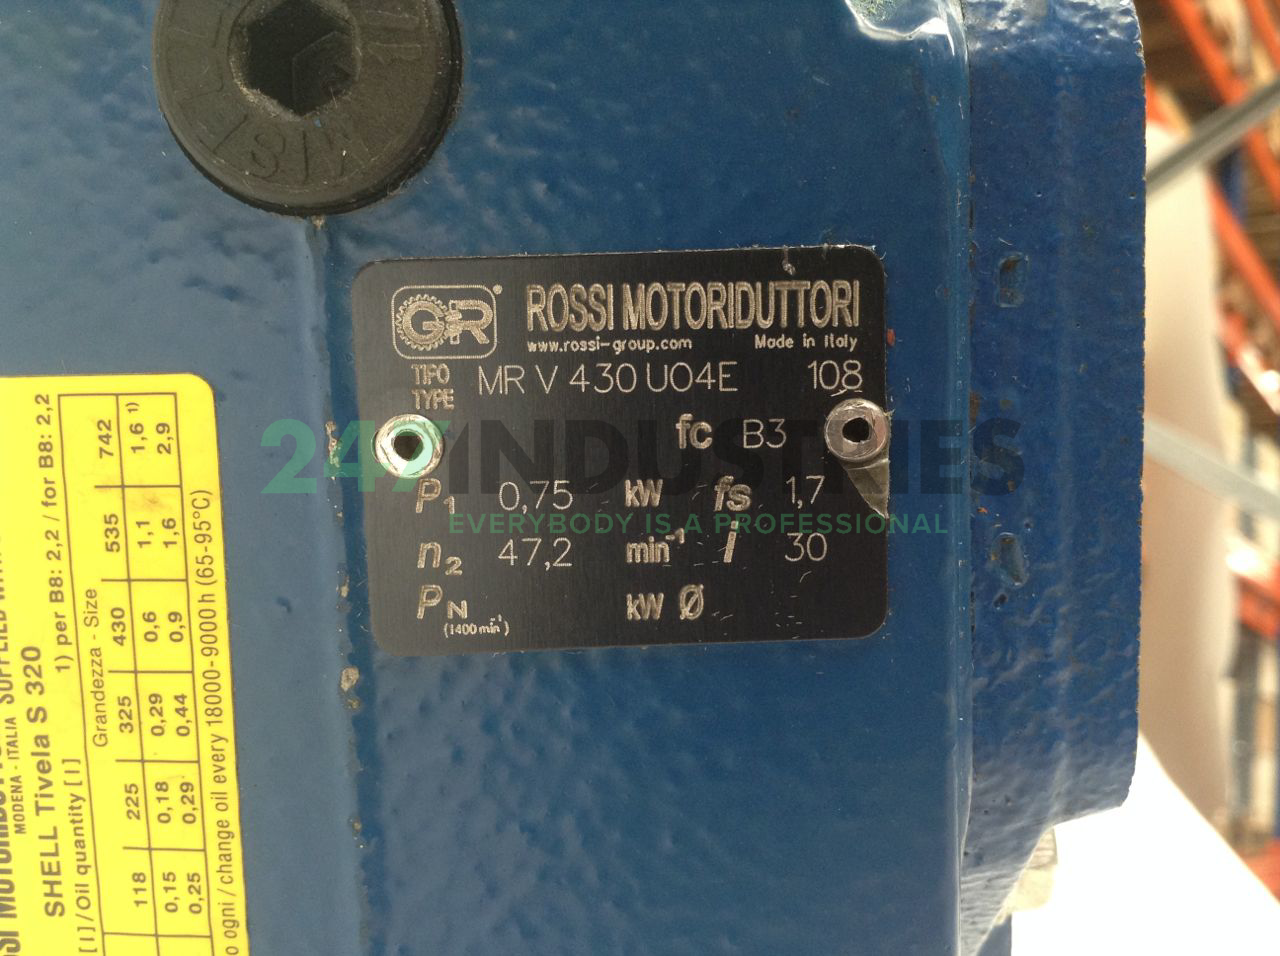 GR®
ROSSI MOTORIDUTTORI
www.rossi-group.com Made in Italy
TIPO
TYPE MR V 430 UO4E 108
fc B3
P1 0,75 kW fs 1,7
n2 47,2 min-1 i 30
PN kW Ø
(1400 min-1)
247 INDUSTRIES
EVERYBODY IS A PROFESSIONAL
MODENA - ITALIA
SHELL Tivela S 320
[l] / Oil quantity [l] 1) per B8: 2,2 / for B8: 2,2
Grandezza - Size
118 225 325 430 535 742
0,15 0,18 0,29 0,6 1,1 1,6 1)
0,25 0,29 0,44 0,9 1,6 2,9
o ogni / change oil every 18000-9000 h (65-95°C)